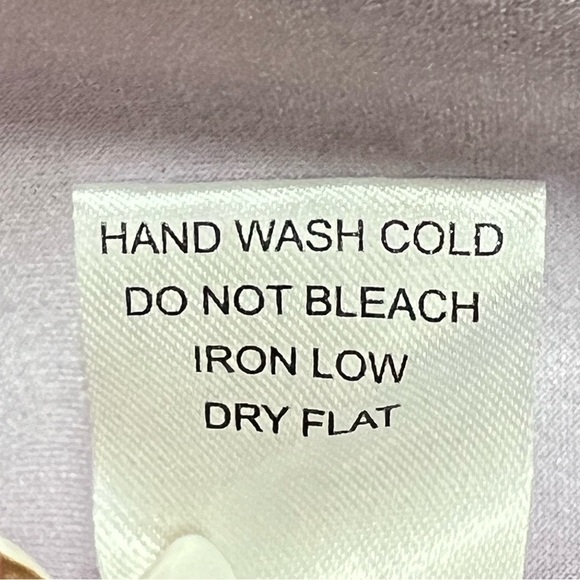 HAND WASH COLD
DO NOT BLEACH
IRON LOW
DRY FLAT